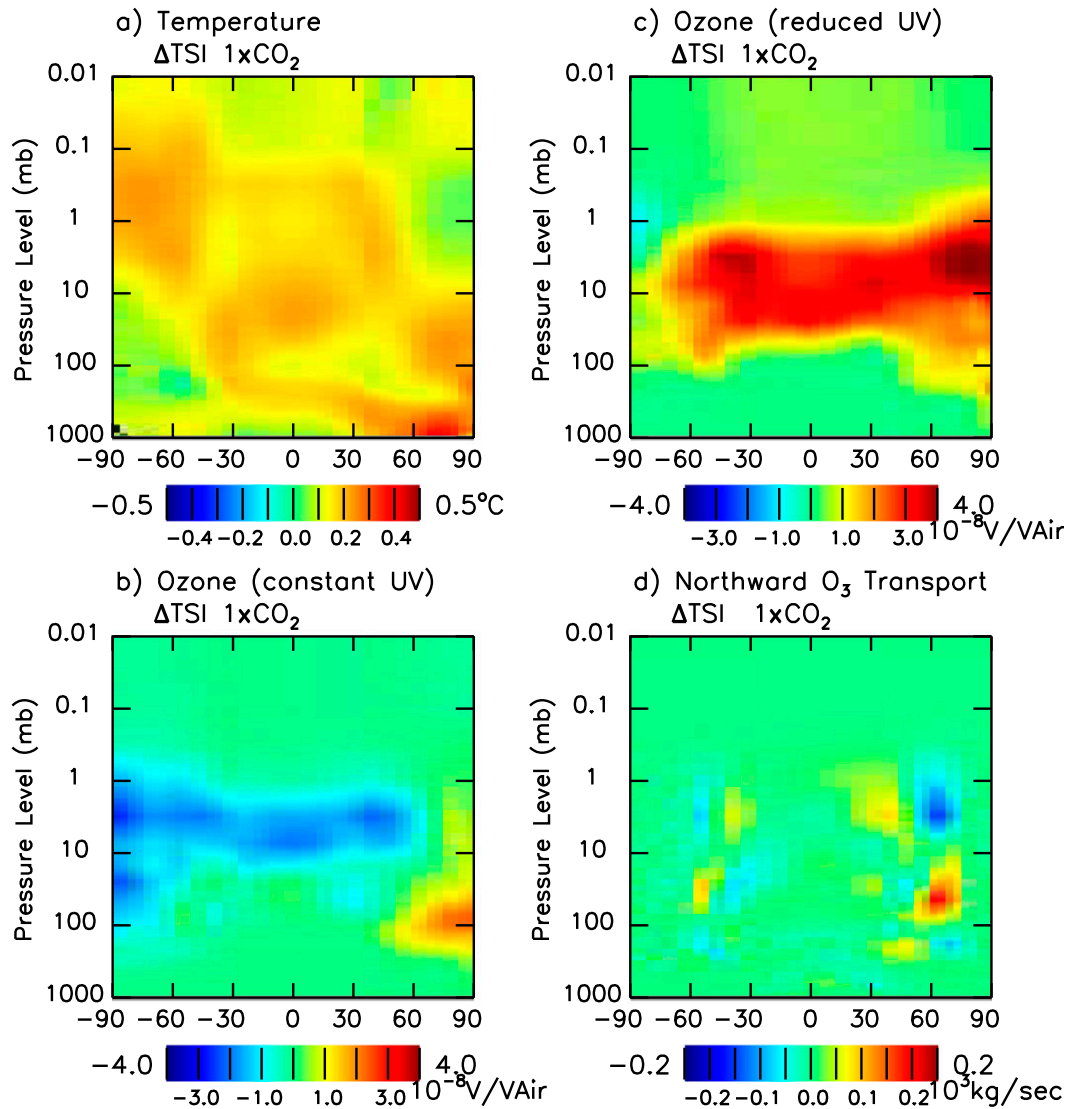 a) Temperature
ΔTSI 1xCO2
0.01
0.1
1
10
100
1000
Pressure Level (mb)
-90 -60 -30 0 30 60 90
-0.5 0.5°C
-0.4 -0.2 0.0 0.2 0.4
c) Ozone (reduced UV)
ΔTSI 1xCO2
0.01
0.1
1
10
100
1000
Pressure Level (mb)
-90 -60 -30 0 30 60 90
-4.0 4.0
-3.0 -1.0 1.0 3.0 10-8V/VAir
b) Ozone (constant UV)
ΔTSI 1xCO2
0.01
0.1
1
10
100
1000
Pressure Level (mb)
-90 -60 -30 0 30 60 90
-4.0 4.0
-3.0 -1.0 1.0 3.0 10-8V/VAir
d) Northward O3 Transport
ΔTSI 1xCO2
0.01
0.1
1
10
100
1000
Pressure Level (mb)
-90 -60 -30 0 30 60 90
-0.2 0.2
-0.2 -0.1 0.0 0.1 0.2 103kg/sec